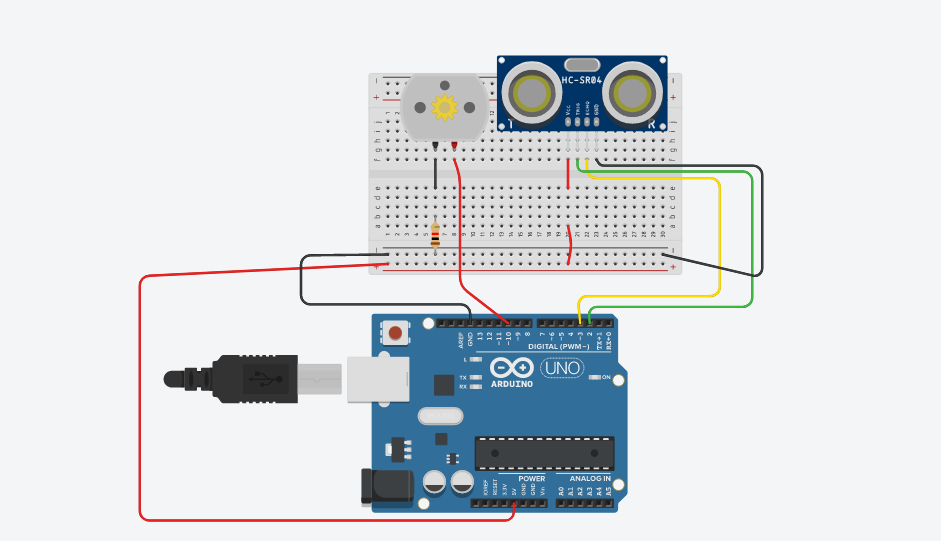 HC-SR04
Vcc
TRIG
ECHO
GND
T
R
- -
+ +
j
i
h
g
f
e
d
c
b
a
- -
+ +
AREF
GND
13
12
~11
~10
~9
8
7
~6
~5
4
~3
2
TX→1
RX←0
DIGITAL (PWM~)
L
TX
RX
ON
UNO
ARDUINO
POWER
ANALOG IN
IOREF
RESET
3.3V
5V
GND
GND
Vin
A0
A1
A2
A3
A4
A5